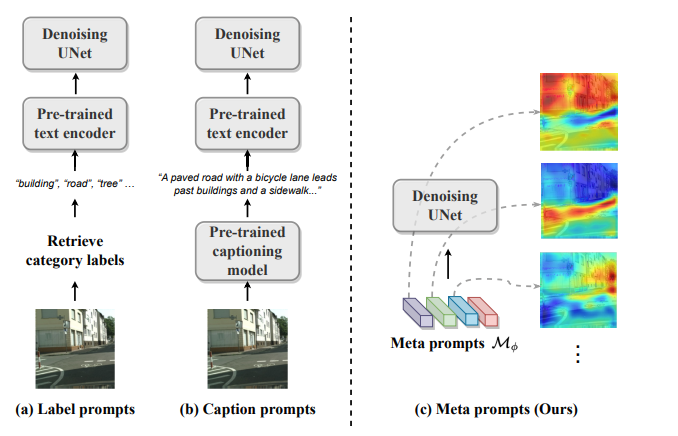 Denoising
UNet
Pre-trained
text encoder
"building", "road", "tree" ...
Retrieve
category labels
(a) Label prompts
Denoising
UNet
Pre-trained
text encoder
"A paved road with a bicycle lane leads
past buildings and a sidewalk..."
Pre-trained
captioning
model
(b) Caption prompts
Denoising
UNet
Meta prompts ℳϕ
⋮
(c) Meta prompts (Ours)